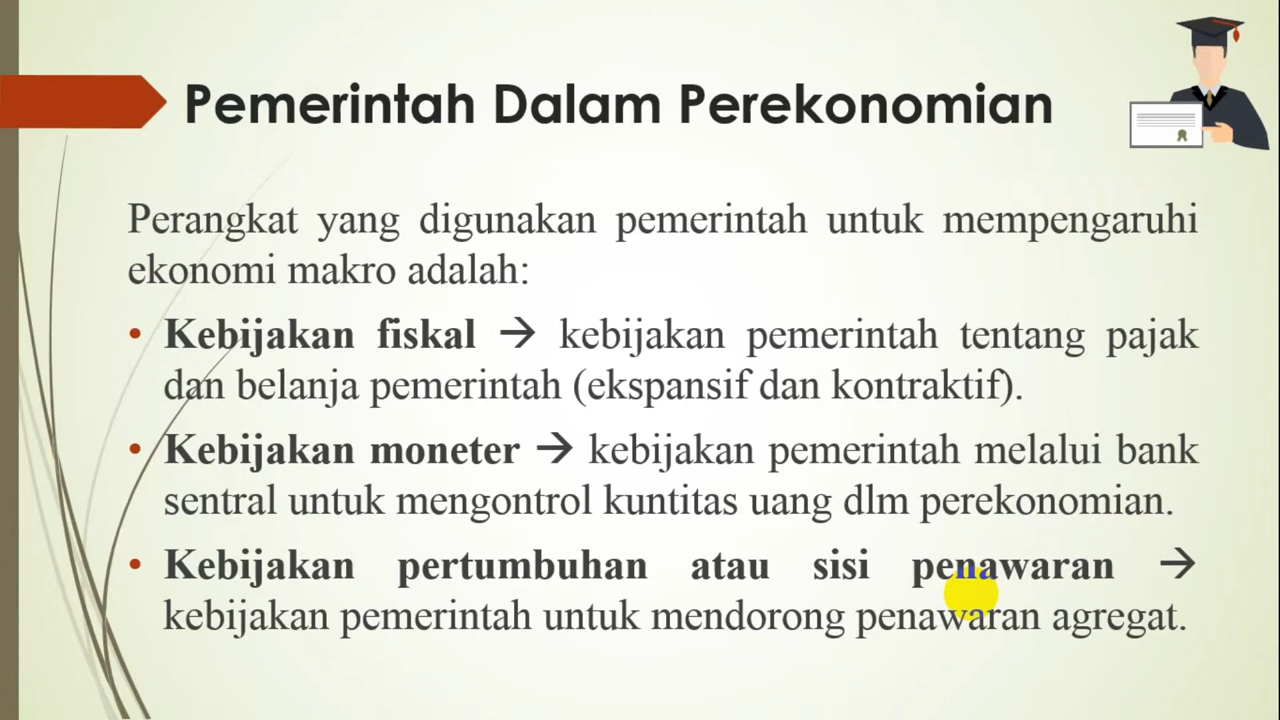 Pemerintah Dalam Perekonomian
Perangkat yang digunakan pemerintah untuk mempengaruhi
ekonomi makro adalah:
• Kebijakan fiskal → kebijakan pemerintah tentang pajak
dan belanja pemerintah (ekspansif dan kontraktif).
• Kebijakan moneter → kebijakan pemerintah melalui bank
sentral untuk mengontrol kuntitas uang dlm perekonomian.
• Kebijakan pertumbuhan atau sisi penawaran →
kebijakan pemerintah untuk mendorong penawaran agregat.